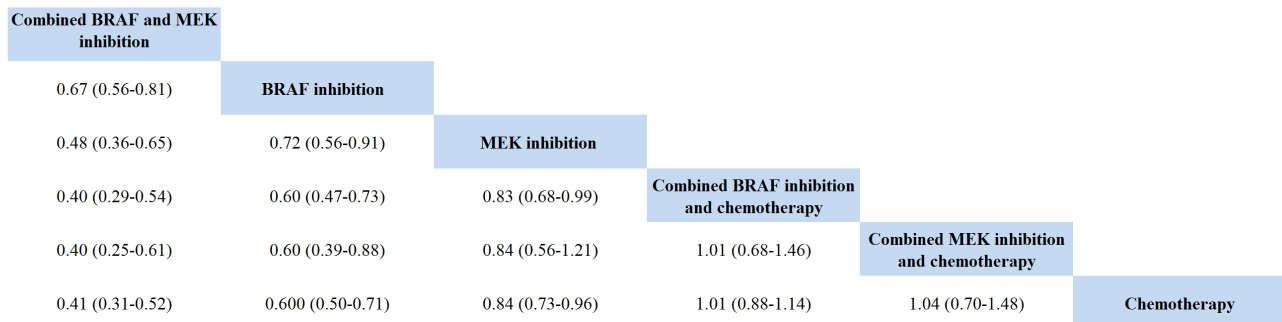 Combined BRAF and MEK
inhibition
0.67 (0.56-0.81) BRAF inhibition
0.48 (0.36-0.65) 0.72 (0.56-0.91) MEK inhibition
0.40 (0.29-0.54) 0.60 (0.47-0.73) 0.83 (0.68-0.99) Combined BRAF inhibition
and chemotherapy
0.40 (0.25-0.61) 0.60 (0.39-0.88) 0.84 (0.56-1.21) 1.01 (0.68-1.46) Combined MEK inhibition
and chemotherapy
0.41 (0.31-0.52) 0.600 (0.50-0.71) 0.84 (0.73-0.96) 1.01 (0.88-1.14) 1.04 (0.70-1.48) Chemotherapy